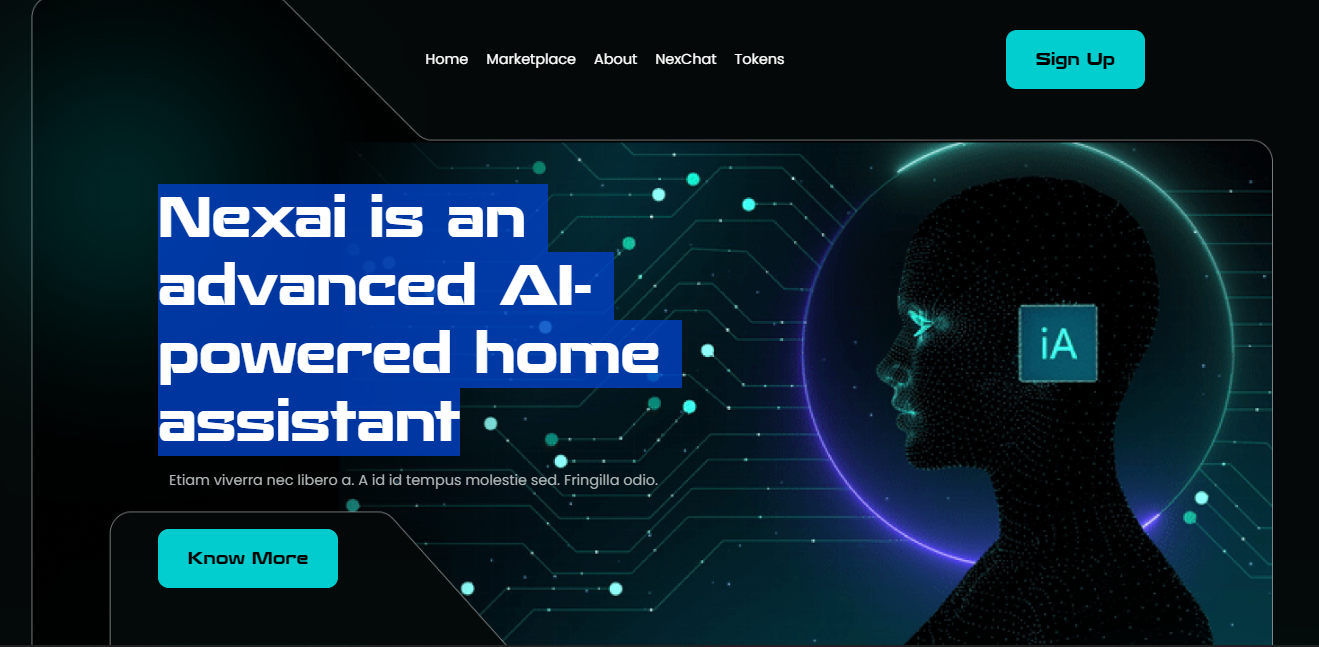 Home Marketplace About NexChat Tokens
Sign Up
Nexai is an
advanced AI-
powered home
assistant
iA
Etiam viverra nec libero a. A id id tempus molestie sed. Fringilla odio.
Know More